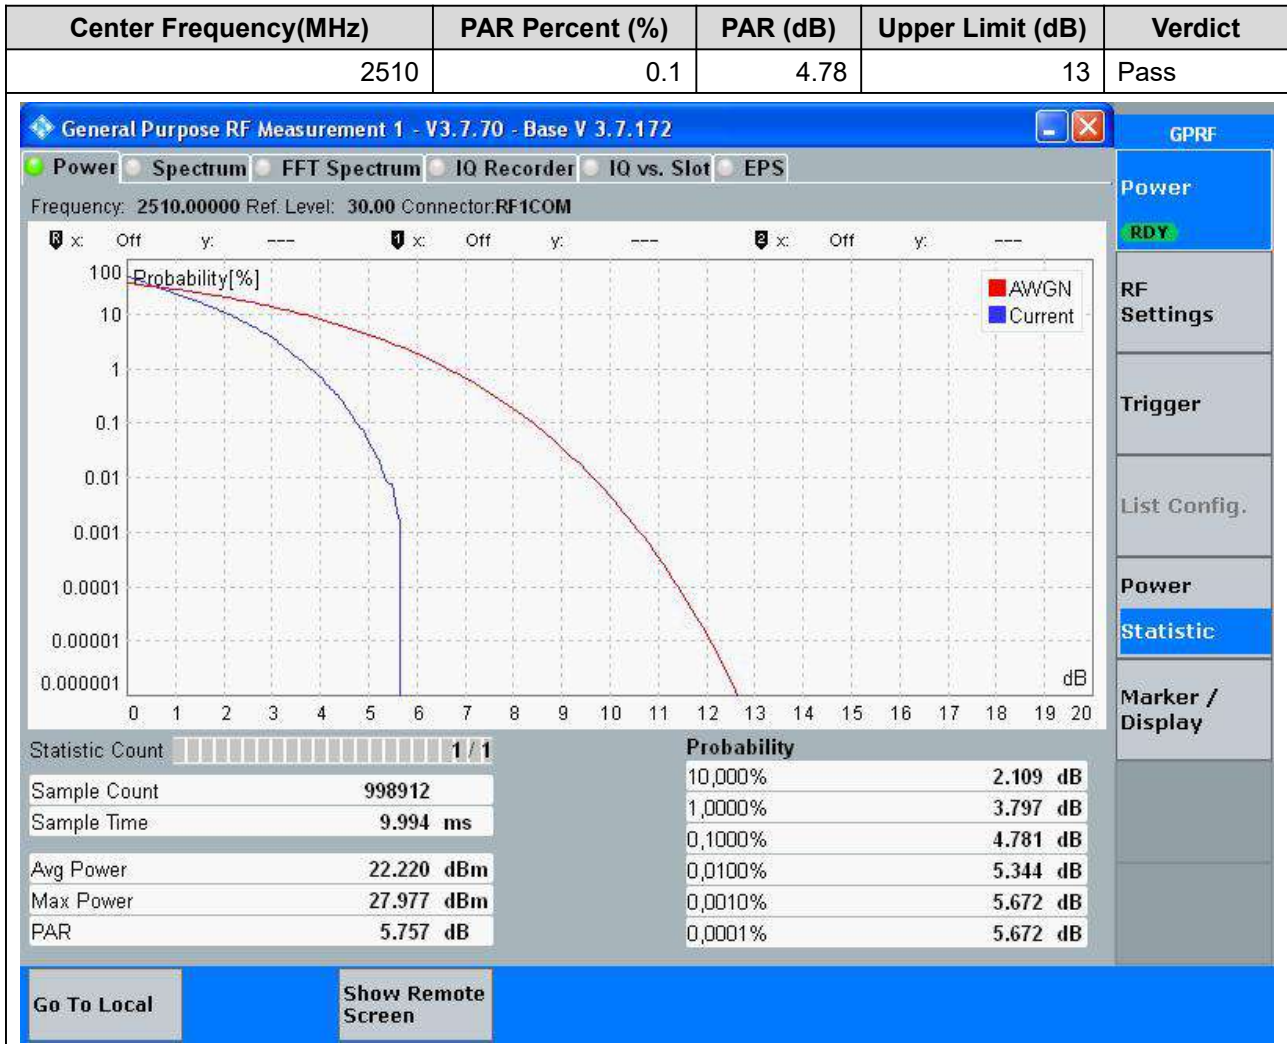 Center Frequency(MHz) PAR Percent (%) PAR (dB) Upper Limit (dB) Verdict
2510 0.1 4.78 13 Pass
General Purpose RF Measurement 1 - V3.7.70 - Base V 3.7.172
GPRF
Power Spectrum FFT Spectrum IQ Recorder IQ vs. Slot EPS
Frequency: 2510.00000 Ref. Level: 30.00 Connector:RF1COM
R x: Off y: --- 1 x: Off y: --- 2 x: Off y: ---
Probability[%]
AWGN
Current
100
10
1
0.1
0.01
0.001
0.0001
0.00001
0.000001
dB
0 1 2 3 4 5 6 7 8 9 10 11 12 13 14 15 16 17 18 19 20
Statistic Count 1 / 1
Sample Count 998912
Sample Time 9.994 ms
Avg Power 22.220 dBm
Max Power 27.977 dBm
PAR 5.757 dB
Probability
10,000% 2.109 dB
1,0000% 3.797 dB
0,1000% 4.781 dB
0,0100% 5.344 dB
0,0010% 5.672 dB
0,0001% 5.672 dB
Power
RDY
RF
Settings
Trigger
List Config.
Power
Statistic
Marker /
Display
Go To Local
Show Remote
Screen